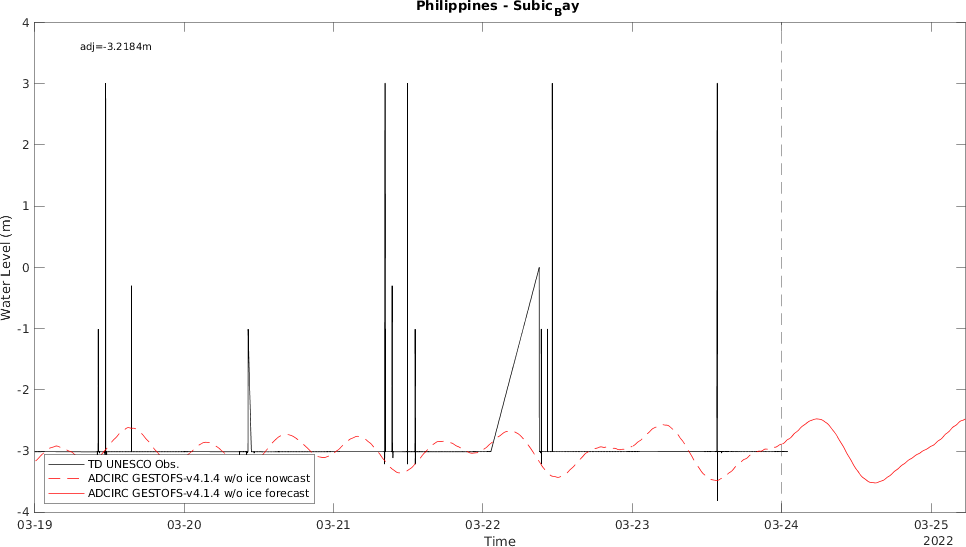 Philippines - Subic_Bay
adj=-3.2184m
Water Level (m)
4
3
2
1
0
-1
-2
-3
-4
TD UNESCO Obs.
ADCIRC GESTOFS-v4.1.4 w/o ice nowcast
ADCIRC GESTOFS-v4.1.4 w/o ice forecast
03-19 03-20 03-21 03-22 03-23 03-24 03-25
Time
2022